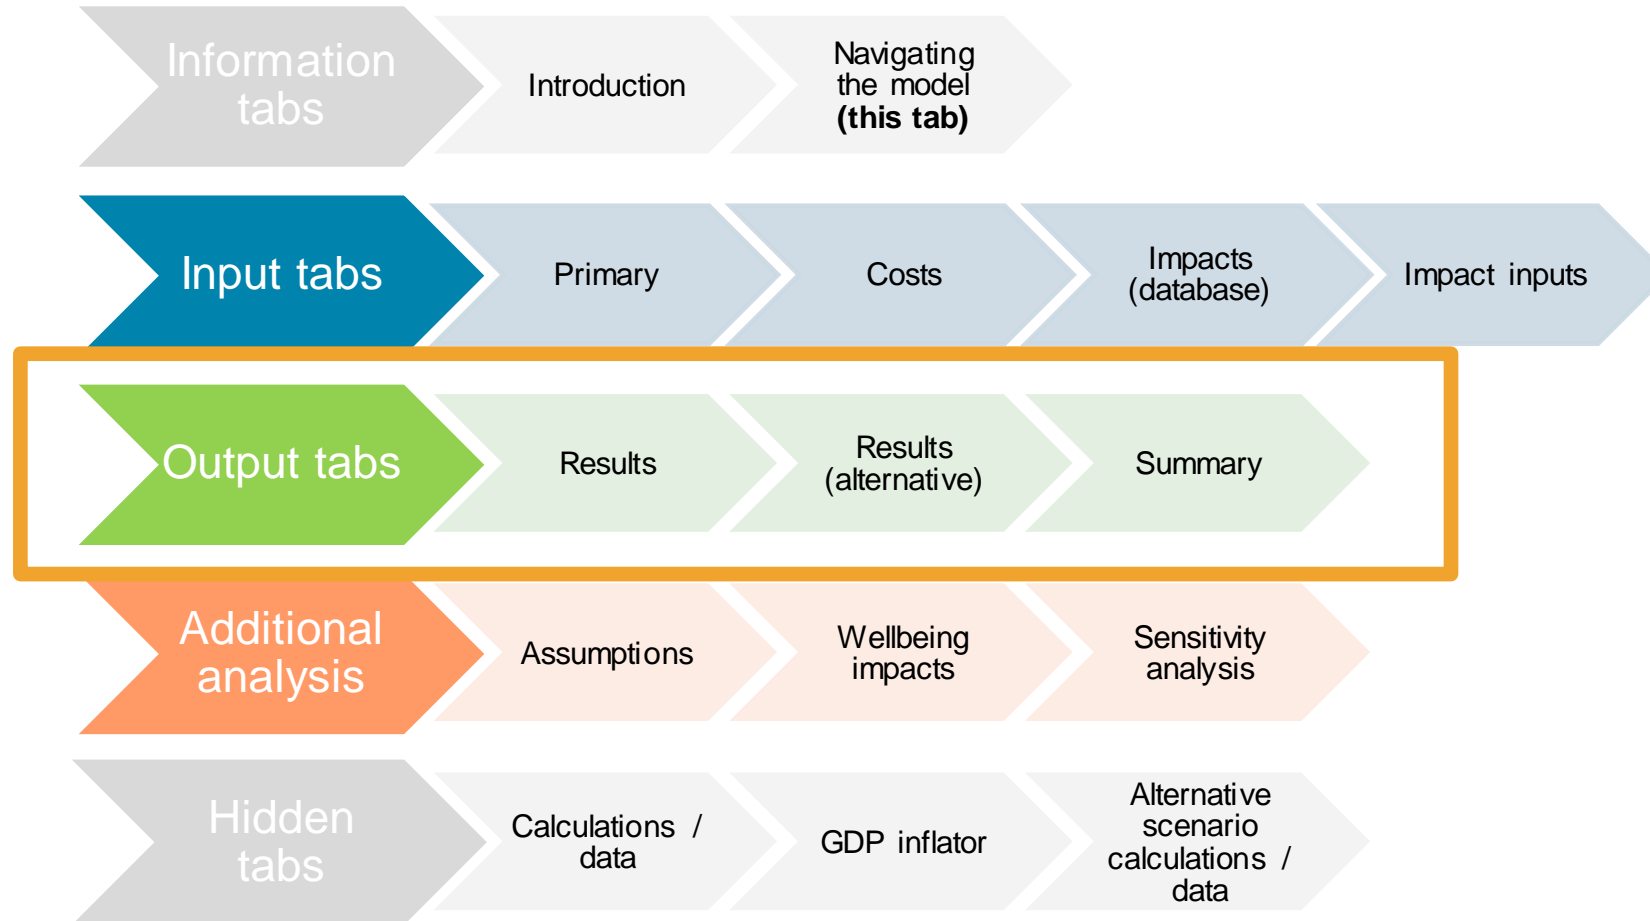 Information
tabs
Introduction
Navigating
the model
(this tab)
Input tabs
Primary
Costs
Impacts
(database)
Impact inputs
Output tabs
Results
Results
(alternative)
Summary
Additional
analysis
Assumptions
Wellbeing
impacts
Sensitivity
analysis
Hidden
tabs
Calculations /
data
GDP inflator
Alternative
scenario
calculations /
data